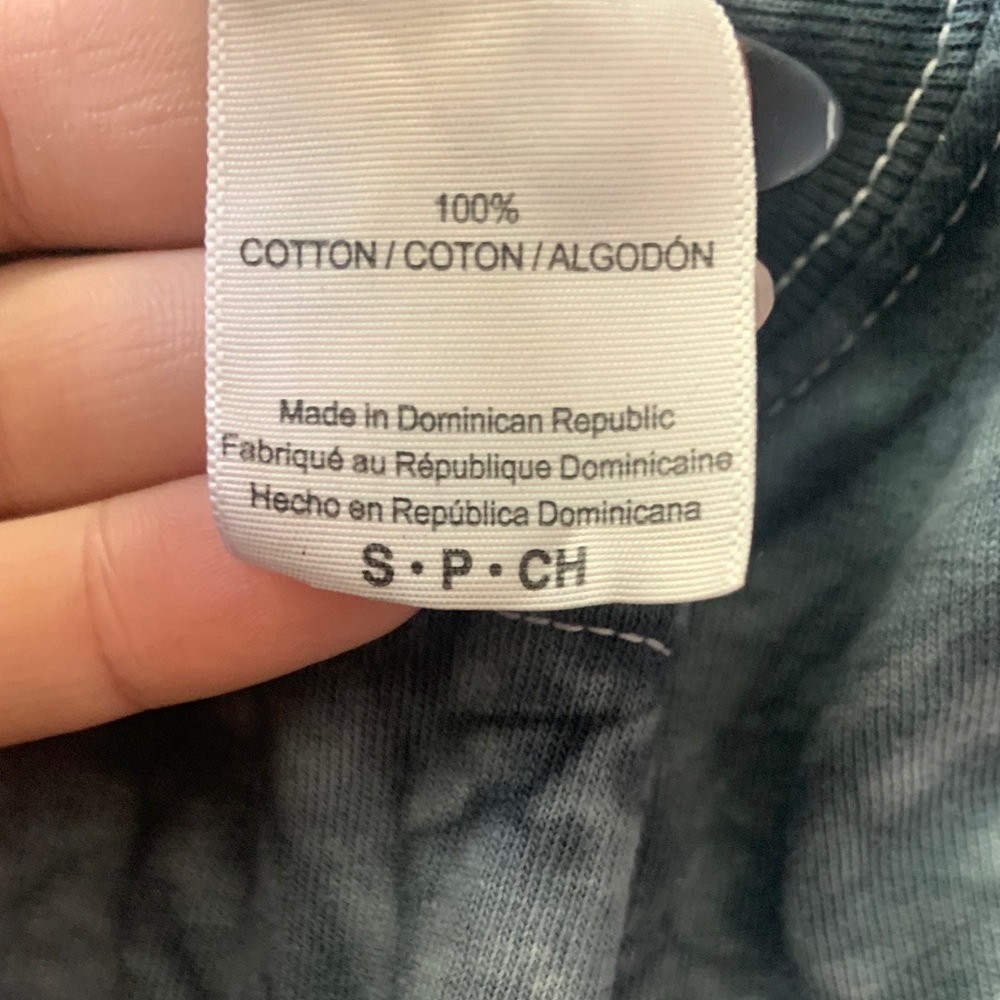 100%
COTTON / COTON / ALGODÓN
Made in Dominican Republic
Fabriqué au République Dominicaine
Hecho en República Dominicana
S • P • CH